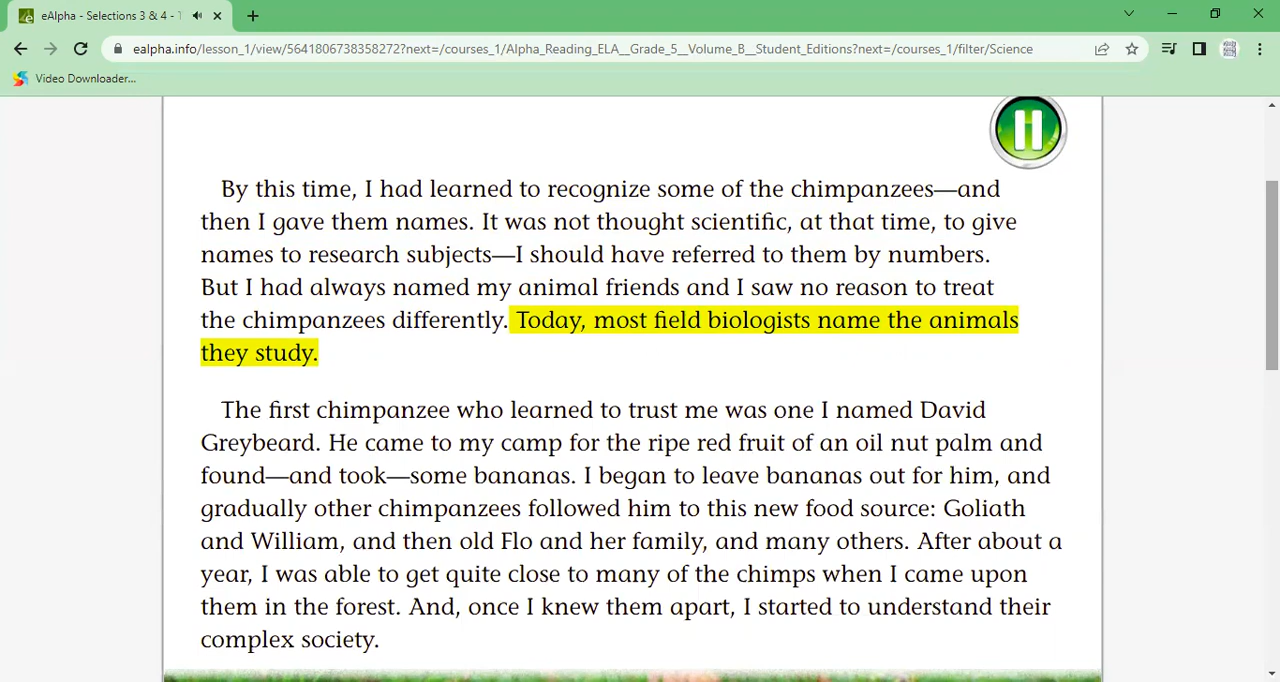 eAlpha - Selections 3 & 4 - T
ealpha.info/lesson_1/view/5641806738358272?next=/courses_1/Alpha_Reading_ELA__Grade_5__Volume_B__Student_Editions?next=/courses_1/filter/Science
Video Downloader...
By this time, I had learned to recognize some of the chimpanzees—and
then I gave them names. It was not thought scientific, at that time, to give
names to research subjects—I should have referred to them by numbers.
But I had always named my animal friends and I saw no reason to treat
the chimpanzees differently. Today, most field biologists name the animals
they study.
The first chimpanzee who learned to trust me was one I named David
Greybeard. He came to my camp for the ripe red fruit of an oil nut palm and
found—and took—some bananas. I began to leave bananas out for him, and
gradually other chimpanzees followed him to this new food source: Goliath
and William, and then old Flo and her family, and many others. After about a
year, I was able to get quite close to many of the chimps when I came upon
them in the forest. And, once I knew them apart, I started to understand their
complex society.